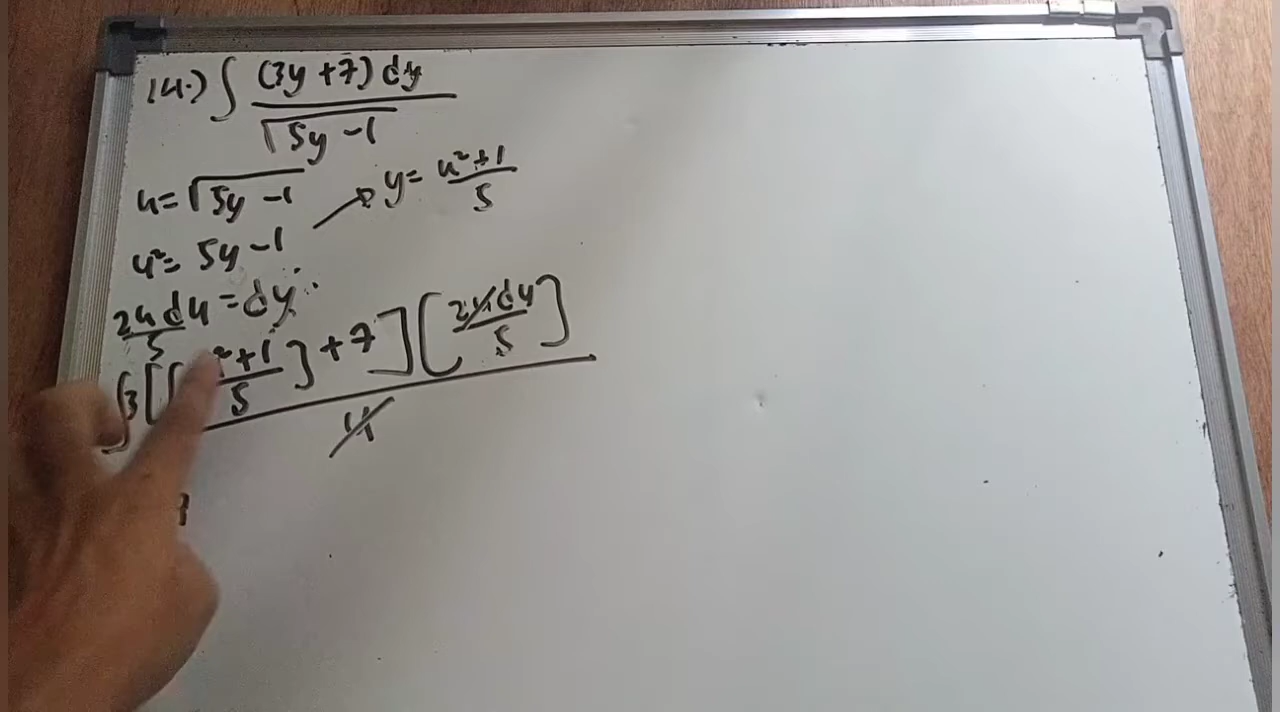 14.) ∫ (3y + 7) dy / √5y − 1
u = √5y − 1 → y = u² + 1 / 5
u² = 5y − 1
2u du / 5 = dy
∫ 3[[ ² + 1 / 5 ] + 7 ] [ 2u du / 5 ] / u